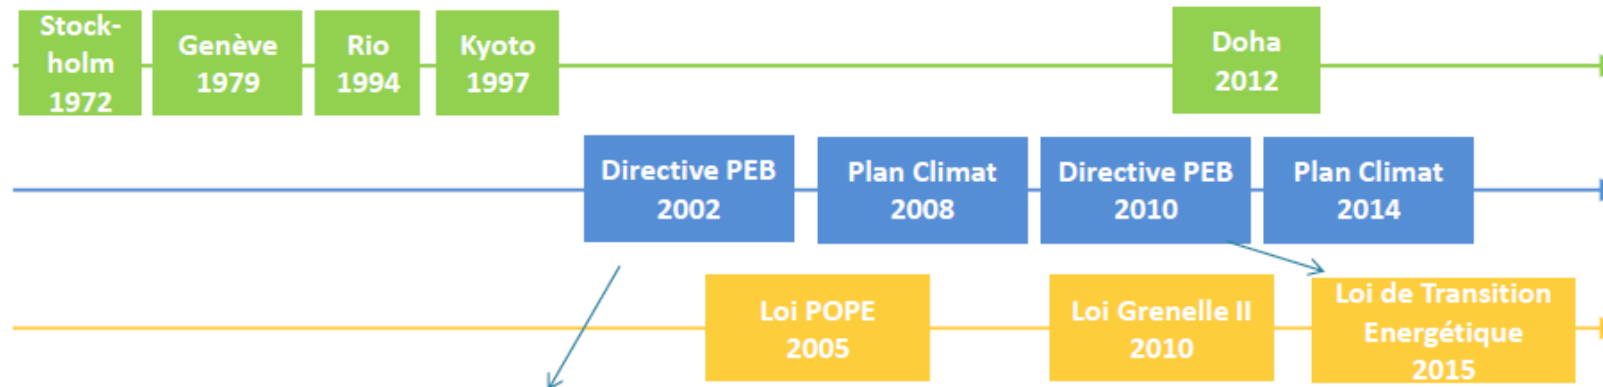 Stock-
holm
1972
Genève
1979
Rio
1994
Kyoto
1997
Doha
2012
Directive PEB
2002
Plan Climat
2008
Directive PEB
2010
Plan Climat
2014
Loi POPE
2005
Loi Grenelle II
2010
Loi de Transition
Energétique
2015